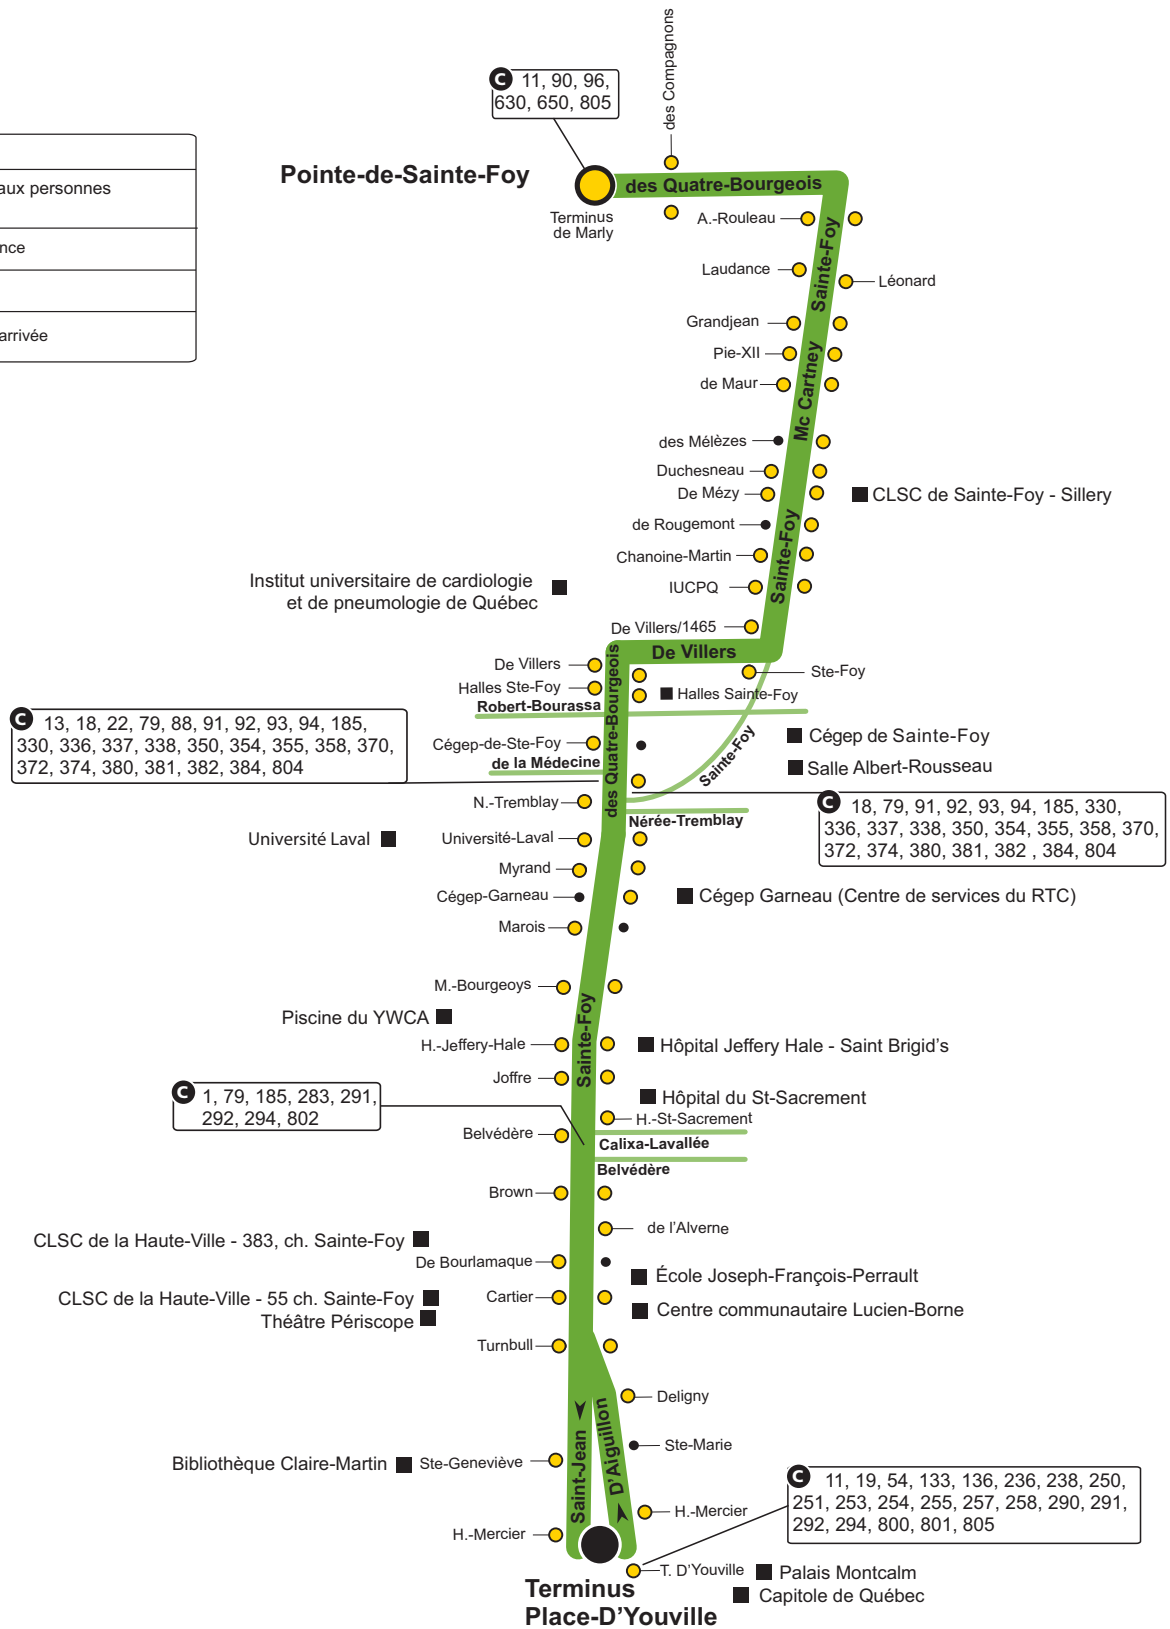 des Compagnons
C 11, 90, 96,
630, 650, 805
aux personnes
nce
arrivée
Pointe-de-Sainte-Foy
des Quatre-Bourgeois
Terminus
de Marly
A.-Rouleau
Sainte-Foy
Laudance
Léonard
Grandjean
Pie-XII
Mc Cartney
de Maur
des Mélèzes
Duchesneau
De Mézy
CLSC de Sainte-Foy - Sillery
de Rougemont
Sainte-Foy
Chanoine-Martin
Institut universitaire de cardiologie
et de pneumologie de Québec
IUCPQ
De Villers/1465
De Villers
De Villers
Ste-Foy
Halles Ste-Foy
Halles Sainte-Foy
Robert-Bourassa
des Quatre-Bourgeois
C 13, 18, 22, 79, 88, 91, 92, 93, 94, 185,
330, 336, 337, 338, 350, 354, 355, 358, 370,
372, 374, 380, 381, 382, 384, 804
Cégep-de-Ste-Foy
Sainte-Foy
Cégep de Sainte-Foy
de la Médecine
Salle Albert-Rousseau
N.-Tremblay
Nérée-Tremblay
C 18, 79, 91, 92, 93, 94, 185, 330,
336, 337, 338, 350, 354, 355, 358, 370,
372, 374, 380, 381, 382 , 384, 804
Université Laval
Université-Laval
Myrand
Cégep-Garneau
Cégep Garneau (Centre de services du RTC)
Marois
M.-Bourgeoys
Sainte-Foy
Piscine du YWCA
H.-Jeffery-Hale
Hôpital Jeffery Hale - Saint Brigid's
Joffre
C 1, 79, 185, 283, 291,
292, 294, 802
Hôpital du St-Sacrement
H.-St-Sacrement
Belvédère
Calixa-Lavallée
Belvédère
Brown
de l'Alverne
CLSC de la Haute-Ville - 383, ch. Sainte-Foy
De Bourlamaque
École Joseph-François-Perrault
CLSC de la Haute-Ville - 55 ch. Sainte-Foy
Cartier
Centre communautaire Lucien-Borne
Théâtre Périscope
Turnbull
Deligny
Saint-Jean
D'Aiguillon
Ste-Marie
Bibliothèque Claire-Martin
Ste-Geneviève
C 11, 19, 54, 133, 136, 236, 238, 250,
251, 253, 254, 255, 257, 258, 290, 291,
292, 294, 800, 801, 805
H.-Mercier
H.-Mercier
T. D'Youville
Palais Montcalm
Capitole de Québec
Terminus
Place-D'Youville